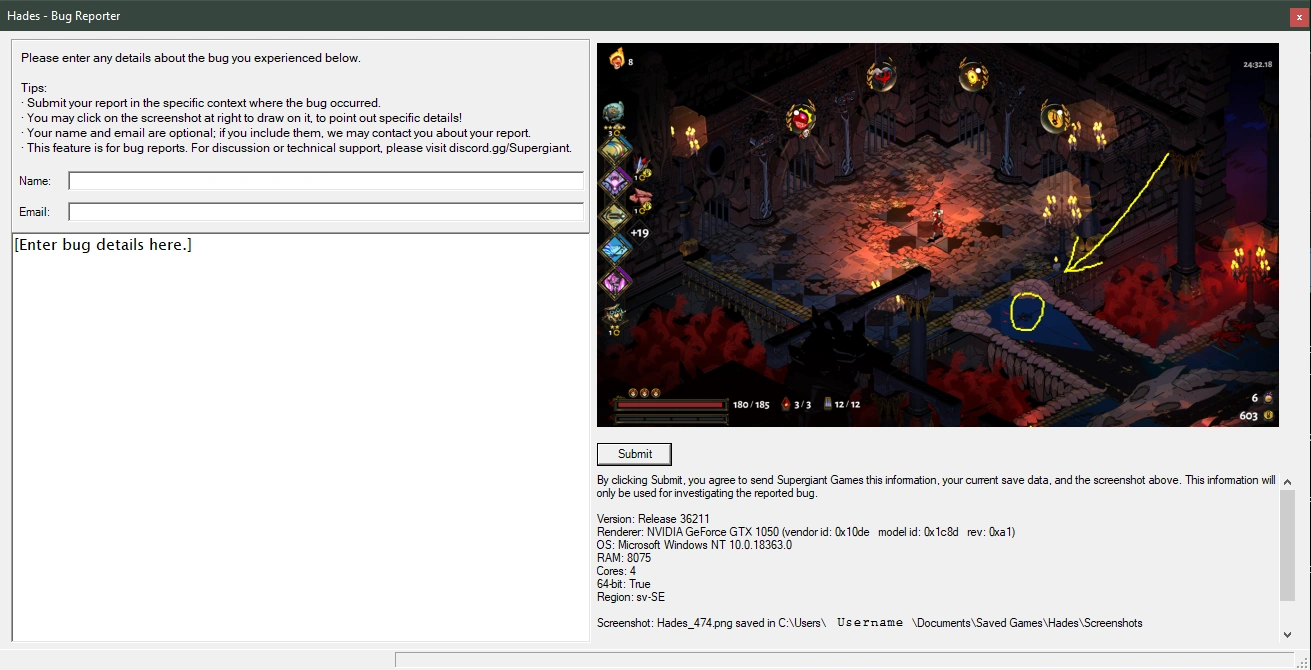 Hades - Bug Reporter
x
Please enter any details about the bug you experienced below.
Tips:
· Submit your report in the specific context where the bug occurred.
· You may click on the screenshot at right to draw on it, to point out specific details!
· Your name and email are optional; if you include them, we may contact you about your report.
· This feature is for bug reports. For discussion or technical support, please visit discord.gg/Supergiant.
Name:
Email:
[Enter bug details here.]
8
24:32.18
3
1
1
+19
1
180/185
3/3
12/12
6
603
Submit
By clicking Submit, you agree to send Supergiant Games this information, your current save data, and the screenshot above. This information will
only be used for investigating the reported bug.
Version: Release 36211
Renderer: NVIDIA GeForce GTX 1050 (vendor id: 0x10de model id: 0x1c8d rev: 0xa1)
OS: Microsoft Windows NT 10.0.18363.0
RAM: 8075
Cores: 4
64-bit: True
Region: sv-SE
Screenshot: Hades_474.png saved in C:\Users\ Username \Documents\Saved Games\Hades\Screenshots